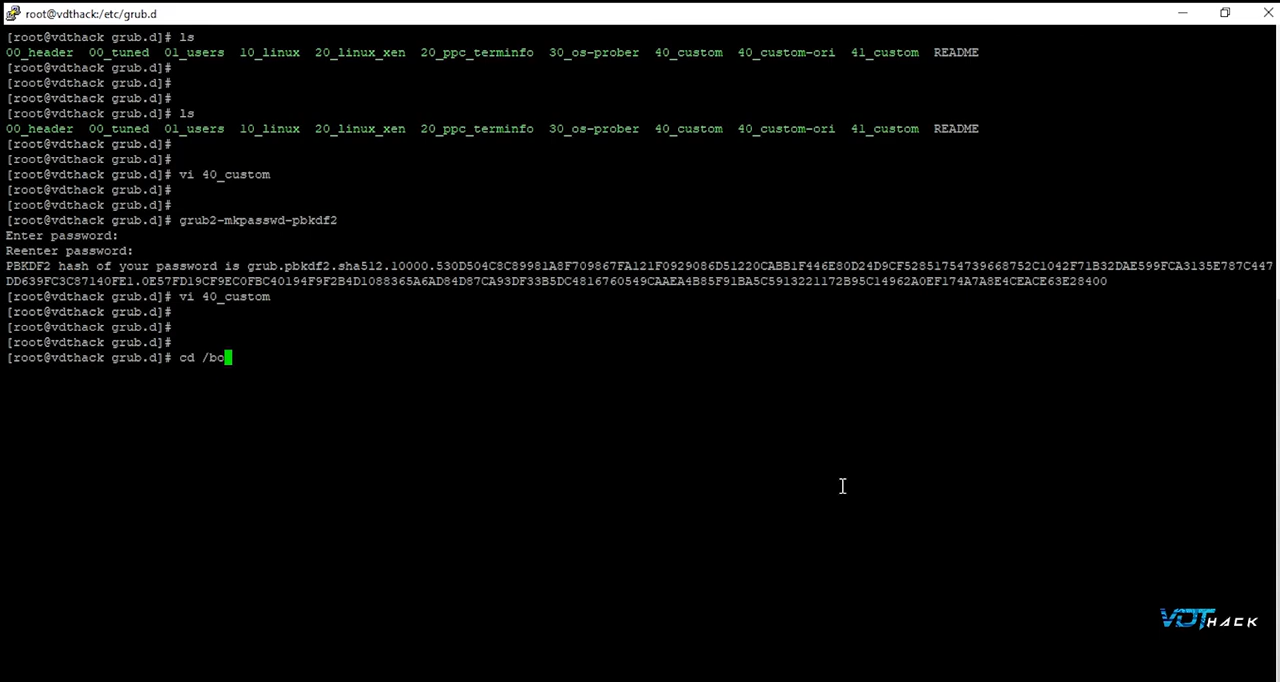 root@vdthack:/etc/grub.d
[root@vdthack grub.d]# ls
00_header  00_tuned  01_users  10_linux  20_linux_xen  20_ppc_terminfo  30_os-prober  40_custom  40_custom-ori  41_custom  README
[root@vdthack grub.d]#
[root@vdthack grub.d]#
[root@vdthack grub.d]#
[root@vdthack grub.d]# ls
00_header  00_tuned  01_users  10_linux  20_linux_xen  20_ppc_terminfo  30_os-prober  40_custom  40_custom-ori  41_custom  README
[root@vdthack grub.d]#
[root@vdthack grub.d]#
[root@vdthack grub.d]# vi 40_custom
[root@vdthack grub.d]#
[root@vdthack grub.d]#
[root@vdthack grub.d]# grub2-mkpasswd-pbkdf2
Enter password:
Reenter password:
PBKDF2 hash of your password is grub.pbkdf2.sha512.10000.530D504C8C89981A8F709867FA121F0929086D51220CABB1F446E80D24D9CF52851754739668752C1042F71B32DAE599FCA3135E787C447
DD639FC3C87140FE1.0E57FD19CF9EC0FBC40194F9F2B4D1088365A6AD84D87CA93DF33B5DC4816760549CAAEA4B85F91BA5C5913221172B95C14962A0EF174A7A8E4CEACE63E28400
[root@vdthack grub.d]# vi 40_custom
[root@vdthack grub.d]#
[root@vdthack grub.d]#
[root@vdthack grub.d]#
[root@vdthack grub.d]# cd /bo
VDTHACK